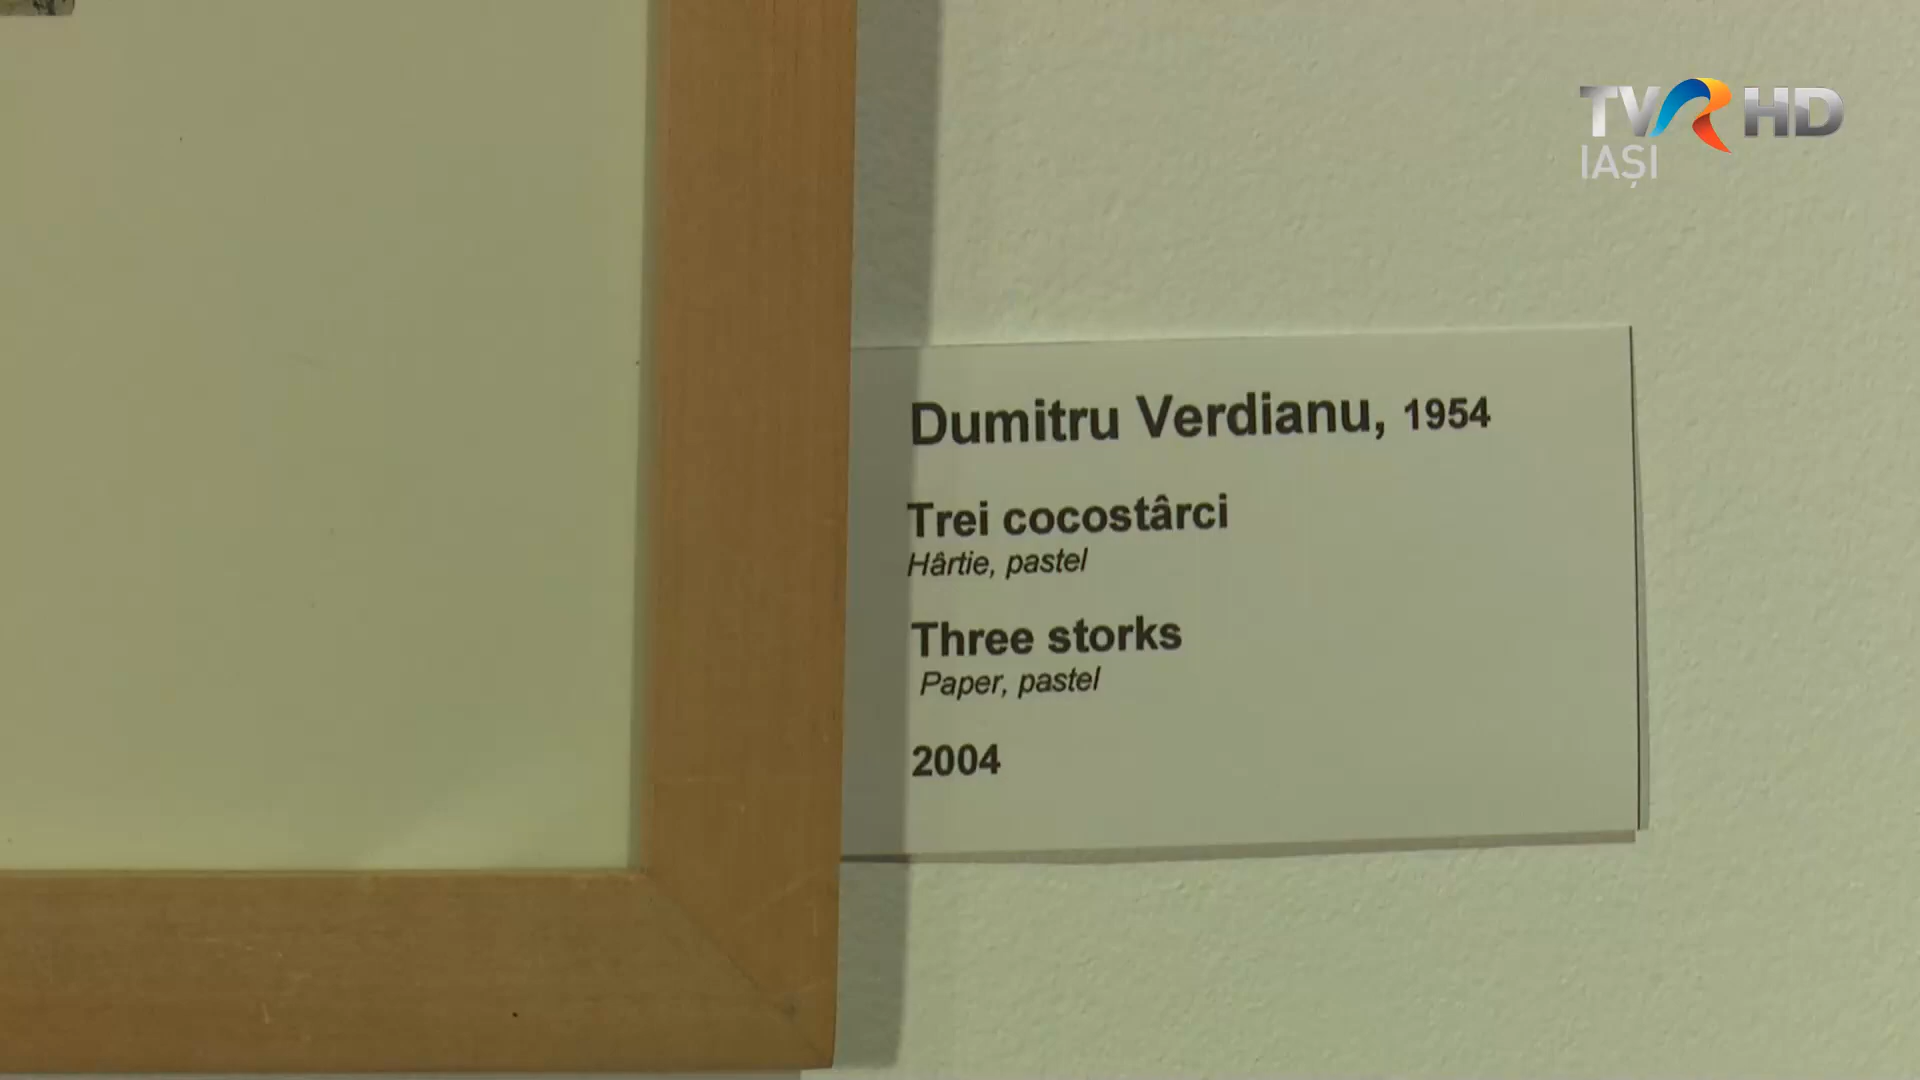 TVR HD
IAȘI
Dumitru Verdianu, 1954
Trei cocostârci
Hârtie, pastel
Three storks
Paper, pastel
2004